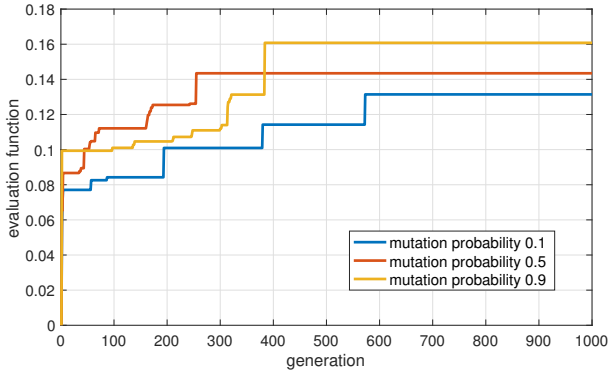 0.18
0.16
0.14
0.12
0.1
0.08
0.06
0.04
0.02
0
evaluation function
mutation probability 0.1
mutation probability 0.5
mutation probability 0.9
0 100 200 300 400 500 600 700 800 900 1000
generation